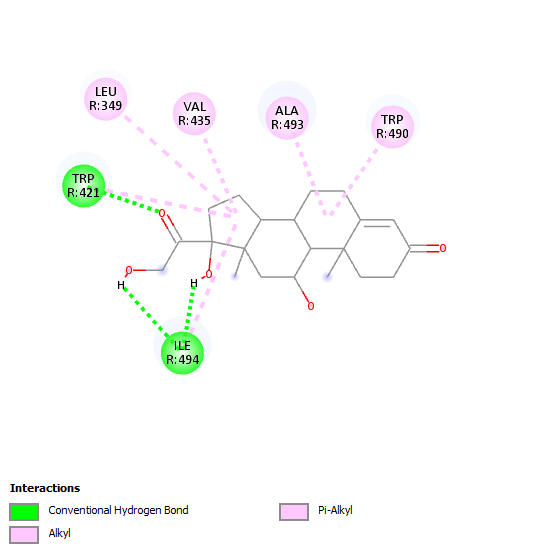 LEU
R:349
VAL
R:435
ALA
R:493
TRP
R:490
TRP
R:421
O
O
O
H
O
H
O
ILE
R:494
Interactions
Conventional Hydrogen Bond
Pi-Alkyl
Alkyl